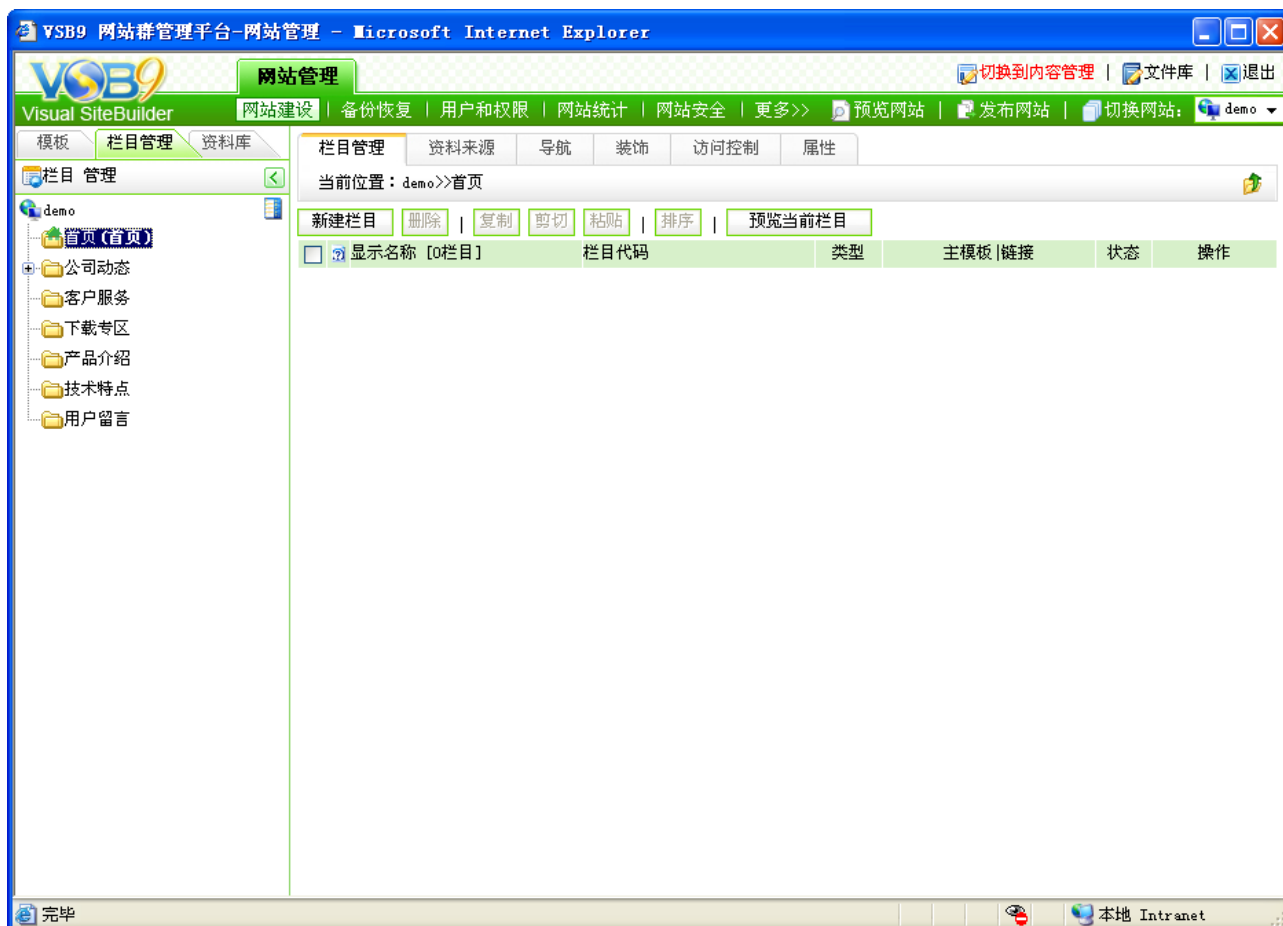 VSB9 网站群管理平台-网站管理 - Microsoft Internet Explorer
VSB9 网站管理 切换到内容管理 | 文件库 | 退出
Visual SiteBuilder 网站建设 | 备份恢复 | 用户和权限 | 网站统计 | 网站安全 | 更多>> 预览网站 | 发布网站 | 切换网站: demo
模板 栏目管理 资料库 栏目管理 资料来源 导航 装饰 访问控制 属性
栏目 管理 当前位置：demo>>首页
demo 新建栏目 删除 | 复制 剪切 粘贴 | 排序 | 预览当前栏目
首页(首页) 显示名称 [0栏目] 栏目代码 类型 主模板|链接 状态 操作
公司动态
客户服务
下载专区
产品介绍
技术特点
用户留言
完毕 本地 Intranet